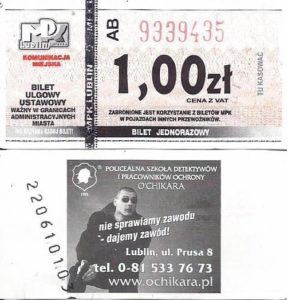 MPK
Lublin
KOMUNIKACJA
MIEJSKA
BILET
ULGOWY
USTAWOWY
WAŻNY W GRANICACH
ADMINISTRACYJNYCH
MIASTA
MPK LUBLIN
AB
9339435
1,00zł
CENA Z VAT
ZABRONIONE JEST KORZYSTANIE Z BILETÓW MPK
W POJAZDACH INNYCH PRZEWOŹNIKÓW.
BILET JEDNORAZOWY
TU KASOWAĆ
POLICEALNA SZKOŁA DETEKTYWÓW
I PRACOWNIKÓW OCHRONY
O'CHIKARA
nie sprawiamy zawodu
- dajemy zawód!
Lublin, ul. Prusa 8
tel. 0-81 533 76 73
www.ochikara.pl